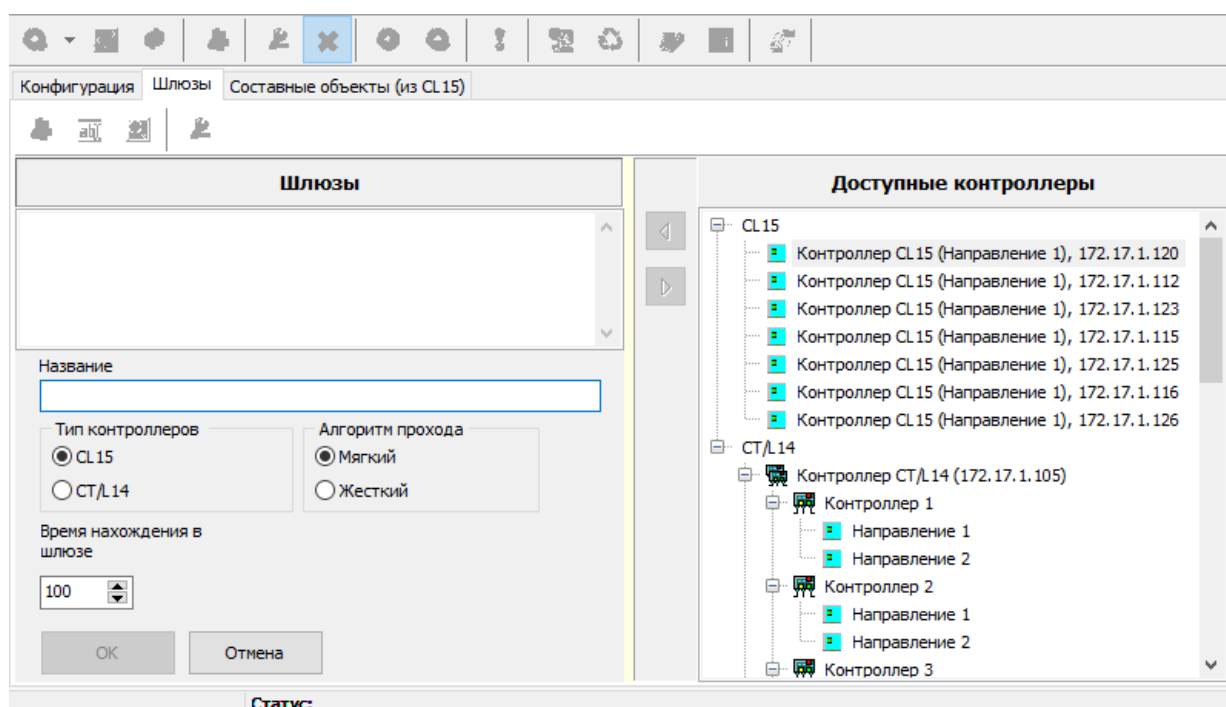 Конфигурация Шлюзы Составные объекты (из CL15)
Шлюзы
Название
Тип контроллеров
CL15
CT/L14
Алгоритм прохода
Мягкий
Жесткий
Время нахождения в
шлюзе
100
OK Отмена
Доступные контроллеры
CL15
Контроллер CL15 (Направление 1), 172.17.1.120
Контроллер CL15 (Направление 1), 172.17.1.112
Контроллер CL15 (Направление 1), 172.17.1.123
Контроллер CL15 (Направление 1), 172.17.1.115
Контроллер CL15 (Направление 1), 172.17.1.125
Контроллер CL15 (Направление 1), 172.17.1.116
Контроллер CL15 (Направление 1), 172.17.1.126
CT/L14
Контроллер CT/L14 (172.17.1.105)
Контроллер 1
Направление 1
Направление 2
Контроллер 2
Направление 1
Направление 2
Контроллер 3
Статус: